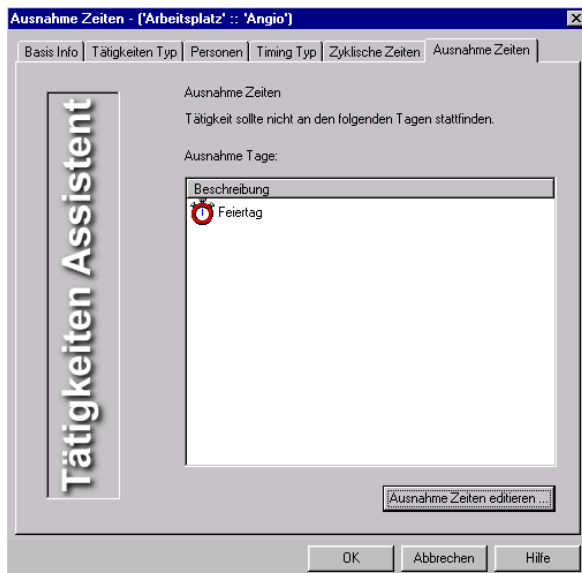 Ausnahme Zeiten - ('Arbeitsplatz' :: 'Angio')
Basis Info
Tätigkeiten Typ
Personen
Timing Typ
Zyklische Zeiten
Ausnahme Zeiten
Tätigkeiten Assistent
Ausnahme Zeiten
Tätigkeit sollte nicht an den folgenden Tagen stattfinden.
Ausnahme Tage:
Beschreibung
Feiertag
Ausnahme Zeiten editieren ...
OK
Abbrechen
Hilfe